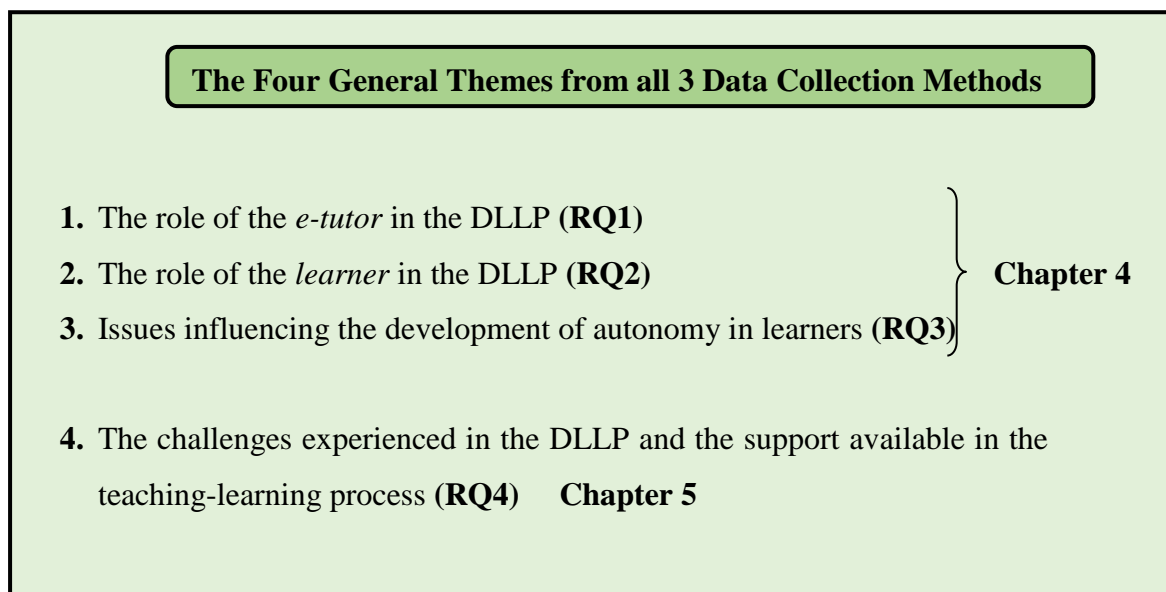 The Four General Themes from all 3 Data Collection Methods
1. The role of the e-tutor in the DLLP (RQ1)
2. The role of the learner in the DLLP (RQ2)
3. Issues influencing the development of autonomy in learners (RQ3)
Chapter 4
4. The challenges experienced in the DLLP and the support available in the
teaching-learning process (RQ4) Chapter 5